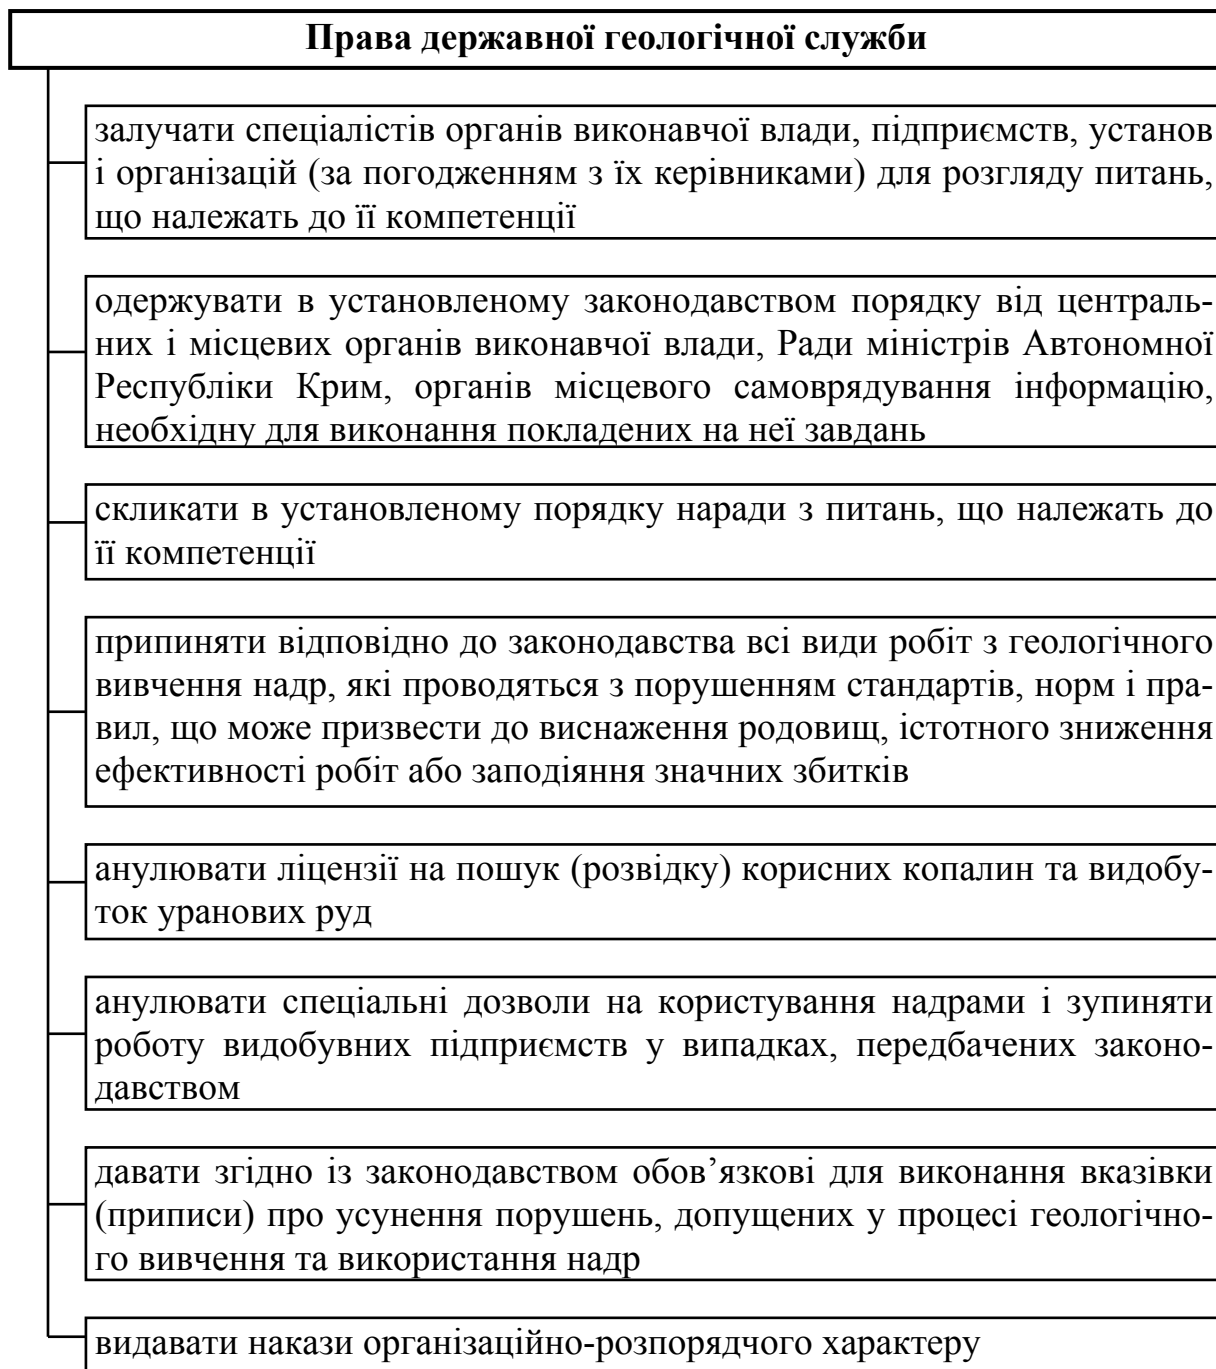 Права державної геологічної служби
залучати спеціалістів органів виконавчої влади, підприємств, установ
і організацій (за погодженням з їх керівниками) для розгляду питань,
що належать до її компетенції
одержувати в установленому законодавством порядку від централь-
них і місцевих органів виконавчої влади, Ради міністрів Автономної
Республіки Крим, органів місцевого самоврядування інформацію,
необхідну для виконання покладених на неї завдань
скликати в установленому порядку наради з питань, що належать до
її компетенції
припиняти відповідно до законодавства всі види робіт з геологічного
вивчення надр, які проводяться з порушенням стандартів, норм і пра-
вил, що може призвести до виснаження родовищ, істотного зниження
ефективності робіт або заподіяння значних збитків
анулювати ліцензії на пошук (розвідку) корисних копалин та видобу-
ток уранових руд
анулювати спеціальні дозволи на користування надрами і зупиняти
роботу видобувних підприємств у випадках, передбачених законо-
давством
давати згідно із законодавством обов’язкові для виконання вказівки
(приписи) про усунення порушень, допущених у процесі геологічно-
го вивчення та використання надр
видавати накази організаційно-розпорядчого характеру